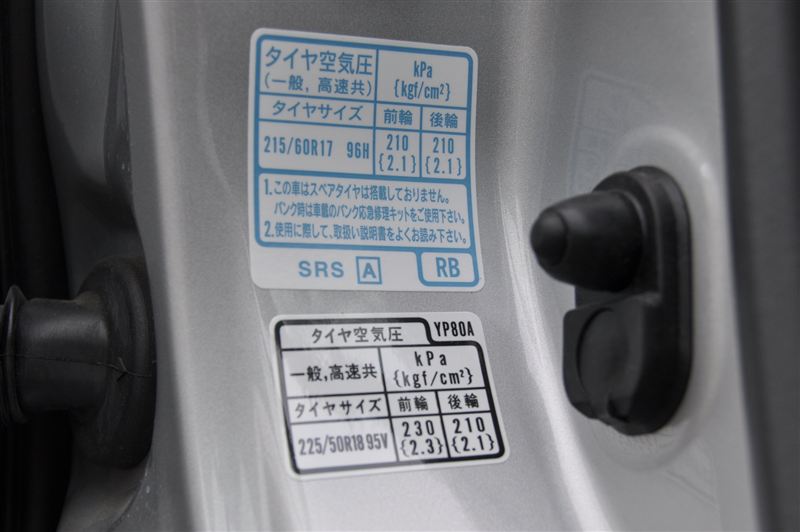 タイヤ空気圧
(一般, 高速共)
kPa
{kgf/cm²}
タイヤサイズ 前輪 後輪
215/60R17 96H 210 {2.1} 210 {2.1}
1.この車はスペアタイヤは搭載しておりません。
パンク時は車載のパンク応急修理キットをご使用下さい。
2.使用に際して、取扱い説明書をよくお読み下さい。
SRS A RB
タイヤ空気圧 YP80A
一般,高速共 kPa {kgf/cm²}
タイヤサイズ 前輪 後輪
225/50R18 95V 230 {2.3} 210 {2.1}